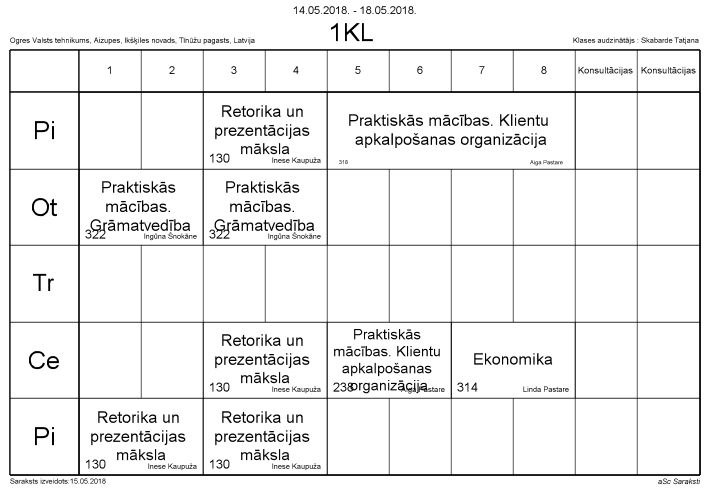 14.05.2018. - 18.05.2018.
1KL
Ogres Valsts tehnikums, Aizupes, Ikšķiles novads, Tīnūžu pagasts, Latvija
Klases audzinātājs : Skabarde Tatjana
1 2 3 4 5 6 7 8 Konsultācijas Konsultācijas
Pi
Retorika un
prezentācijas
māksla
130 Inese Kaupuža
Praktiskās mācības. Klientu
apkalpošanas organizācija
318 Aiga Pastare
Ot
Praktiskās
mācības.
Grāmatvedība
322 Ingūna Šnokāne
Praktiskās
mācības.
Grāmatvedība
322 Ingūna Šnokāne
Tr
Ce
Retorika un
prezentācijas
māksla
130 Inese Kaupuža
Praktiskās
mācības. Klientu
apkalpošanas
organizācija
238 Aiga Pastare
Ekonomika
314 Linda Pastare
Pi
Retorika un
prezentācijas
māksla
130 Inese Kaupuža
Retorika un
prezentācijas
māksla
130 Inese Kaupuža
Saraksts izveidots:15.05.2018
aSc Saraksti